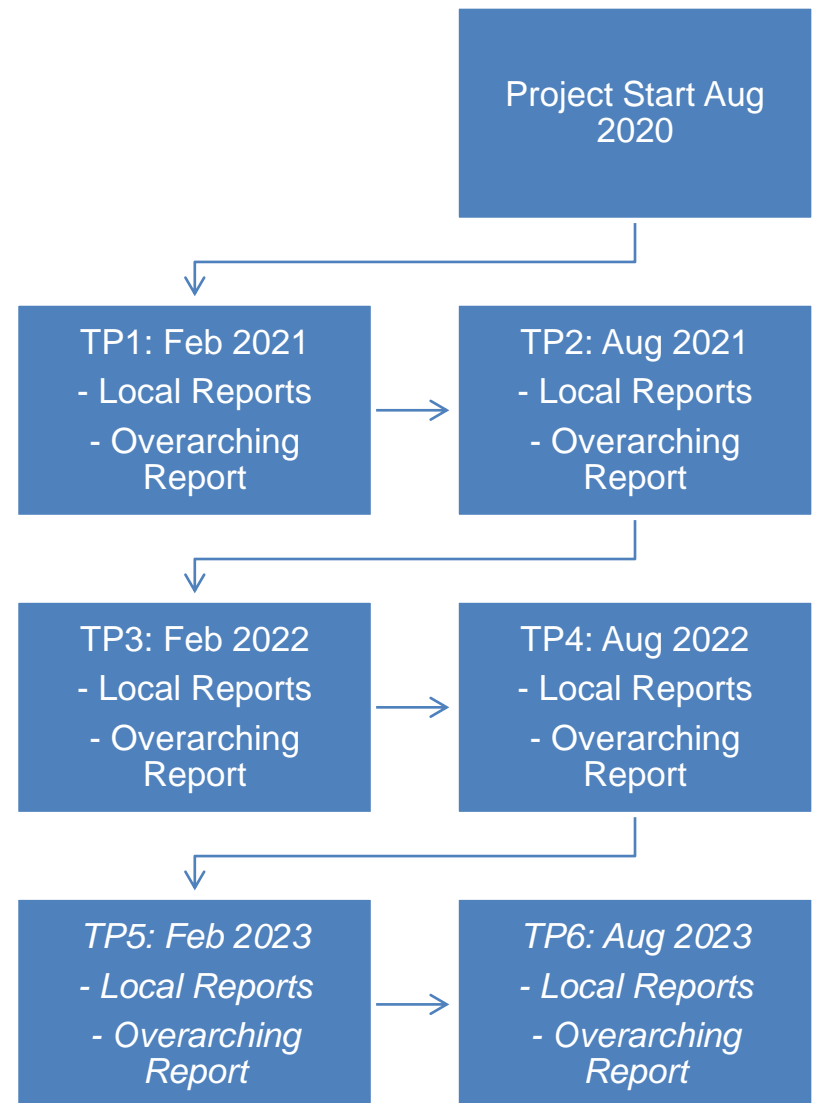 Project Start Aug
2020
TP1: Feb 2021
- Local Reports
- Overarching
Report
TP2: Aug 2021
- Local Reports
- Overarching
Report
TP3: Feb 2022
- Local Reports
- Overarching
Report
TP4: Aug 2022
- Local Reports
- Overarching
Report
TP5: Feb 2023
- Local Reports
- Overarching
Report
TP6: Aug 2023
- Local Reports
- Overarching
Report